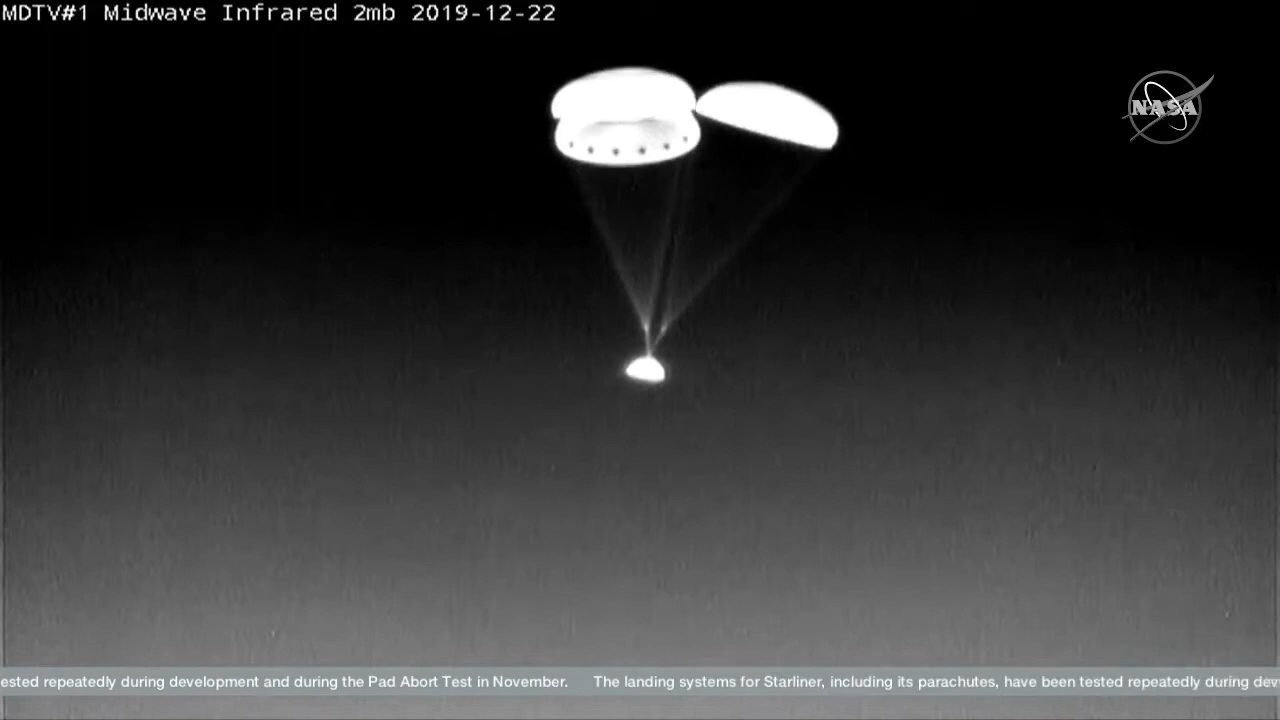 MDTV#1 Midwave Infrared 2mb 2019-12-22
NASA
ested repeatedly during development and during the Pad Abort Test in November. The landing systems for Starliner, including its parachutes, have been tested repeatedly during dev